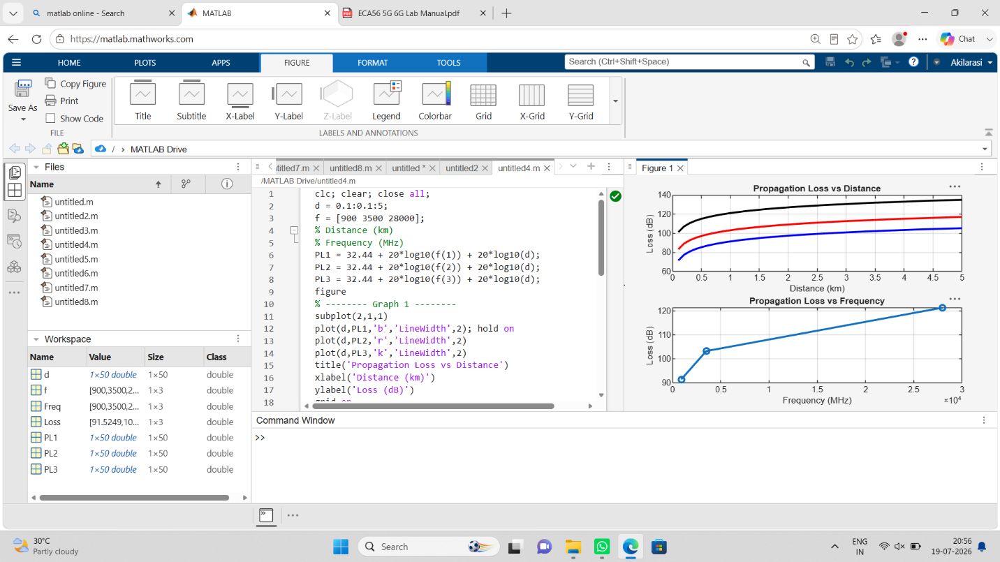 matlab online - Search
MATLAB
ECA56 5G 6G Lab Manual.pdf
https://matlab.mathworks.com
Chat
HOME
PLOTS
APPS
FIGURE
FORMAT
TOOLS
Search (Ctrl+Shift+Space)
Akilarasi
Save As
Copy Figure
Print
Show Code
FILE
Title
Subtitle
X-Label
Y-Label
Z-Label
Legend
Colorbar
Grid
X-Grid
Y-Grid
LABELS AND ANNOTATIONS
/ › MATLAB Drive
Files
Name
untitled.m
untitled2.m
untitled3.m
untitled4.m
untitled5.m
untitled6.m
untitled7.m
untitled8.m
Workspace
Name Value Size Class
d 1×50 double 1×50 double
f [900,3500,2... 1×3 double
Freq [900,3500,2... 1×3 double
Loss [91.5249,10... 1×3 double
PL1 1×50 double 1×50 double
PL2 1×50 double 1×50 double
PL3 1×50 double 1×50 double
ntitled7.m
untitled8.m
untitled *
untitled2
untitled4.m
/MATLAB Drive/untitled4.m
1 clc; clear; close all;
2 d = 0.1:0.1:5;
3 f = [900 3500 28000];
4 % Distance (km)
5 % Frequency (MHz)
6 PL1 = 32.44 + 20*log10(f(1)) + 20*log10(d);
7 PL2 = 32.44 + 20*log10(f(2)) + 20*log10(d);
8 PL3 = 32.44 + 20*log10(f(3)) + 20*log10(d);
9 figure
10 % -------- Graph 1 --------
11 subplot(2,1,1)
12 plot(d,PL1,'b','LineWidth',2); hold on
13 plot(d,PL2,'r','LineWidth',2)
14 plot(d,PL3,'k','LineWidth',2)
15 title('Propagation Loss vs Distance')
16 xlabel('Distance (km)')
17 ylabel('Loss (dB)')
18 grid on
Command Window
>>
Figure 1
Propagation Loss vs Distance
140
120
100
80
60
Loss (dB)
0 0.5 1 1.5 2 2.5 3 3.5 4 4.5 5
Distance (km)
Propagation Loss vs Frequency
120
110
100
90
Loss (dB)
0 0.5 1 1.5 2 2.5 3
Frequency (MHz)
×10⁴
30°C
Partly cloudy
Search
ENG
IN
20:56
19-07-2026